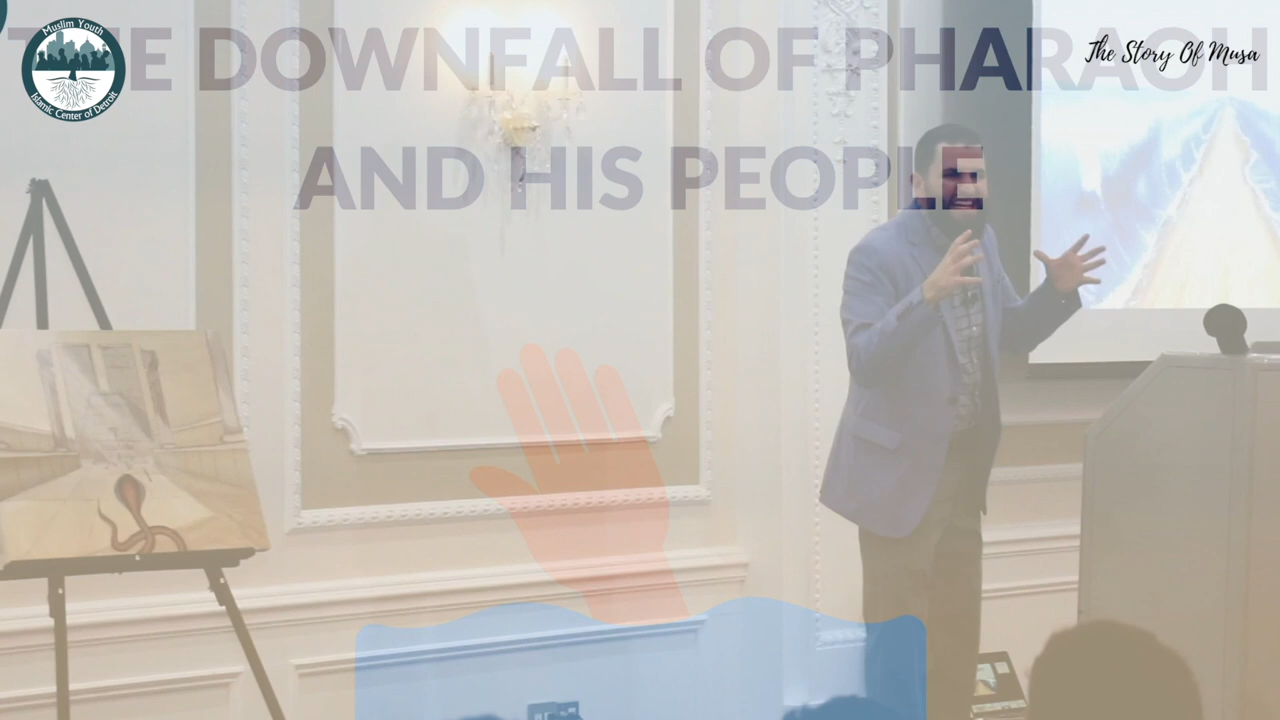 THE DOWNFALL OF PHARAOH
AND HIS PEOPLE
Muslim Youth
Islamic Center of Detroit
The Story Of Musa